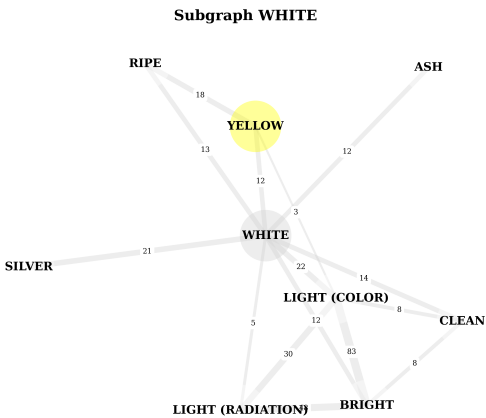 Subgraph WHITE
RIPE
ASH
18
YELLOW
13
12
12
3
WHITE
21
22
SILVER
14
LIGHT (COLOR)
8
CLEAN
5
12
30
83
8
LIGHT (RADIATION)
BRIGHT